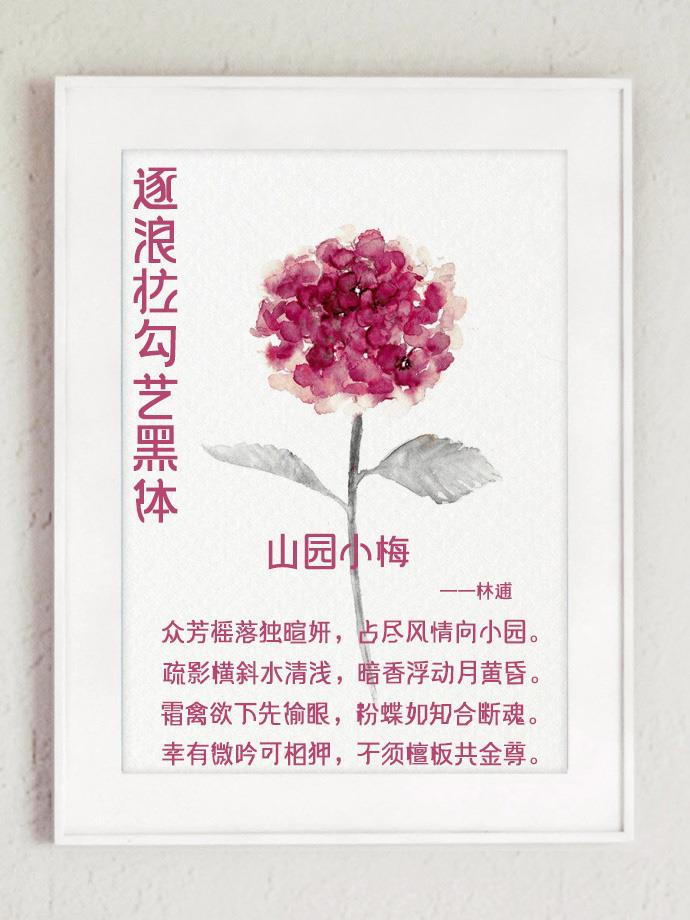 逐浪拉勾艺黑体
山园小梅
——林逋
众芳摇落独暄妍，占尽风情向小园。
疏影横斜水清浅，暗香浮动月黄昏。
霜禽欲下先偷眼，粉蝶如知合断魂。
幸有微吟可相狎，不须檀板共金尊。